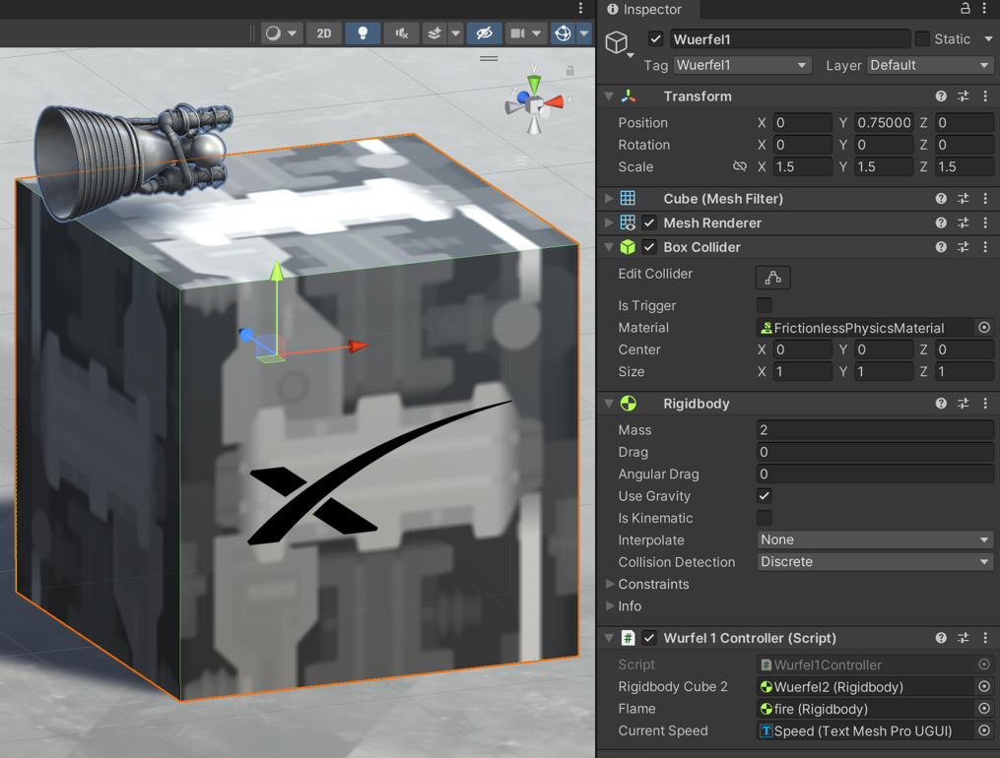 Inspector
2D
Wuerfel1 Static
Tag Wuerfel1 Layer Default
Transform
Position X 0 Y 0.75000 Z 0
Rotation X 0 Y 0 Z 0
Scale X 1.5 Y 1.5 Z 1.5
Cube (Mesh Filter)
Mesh Renderer
Box Collider
Edit Collider
Is Trigger
Material FrictionlessPhysicsMaterial
Center X 0 Y 0 Z 0
Size X 1 Y 1 Z 1
Rigidbody
Mass 2
Drag 0
Angular Drag 0
Use Gravity
Is Kinematic
Interpolate None
Collision Detection Discrete
Constraints
Info
# Wurfel 1 Controller (Script)
Script # Wurfel1Controller
Rigidbody Cube 2 Wuerfel2 (Rigidbody)
Flame fire (Rigidbody)
Current Speed T Speed (Text Mesh Pro UGUI)
y
z
x